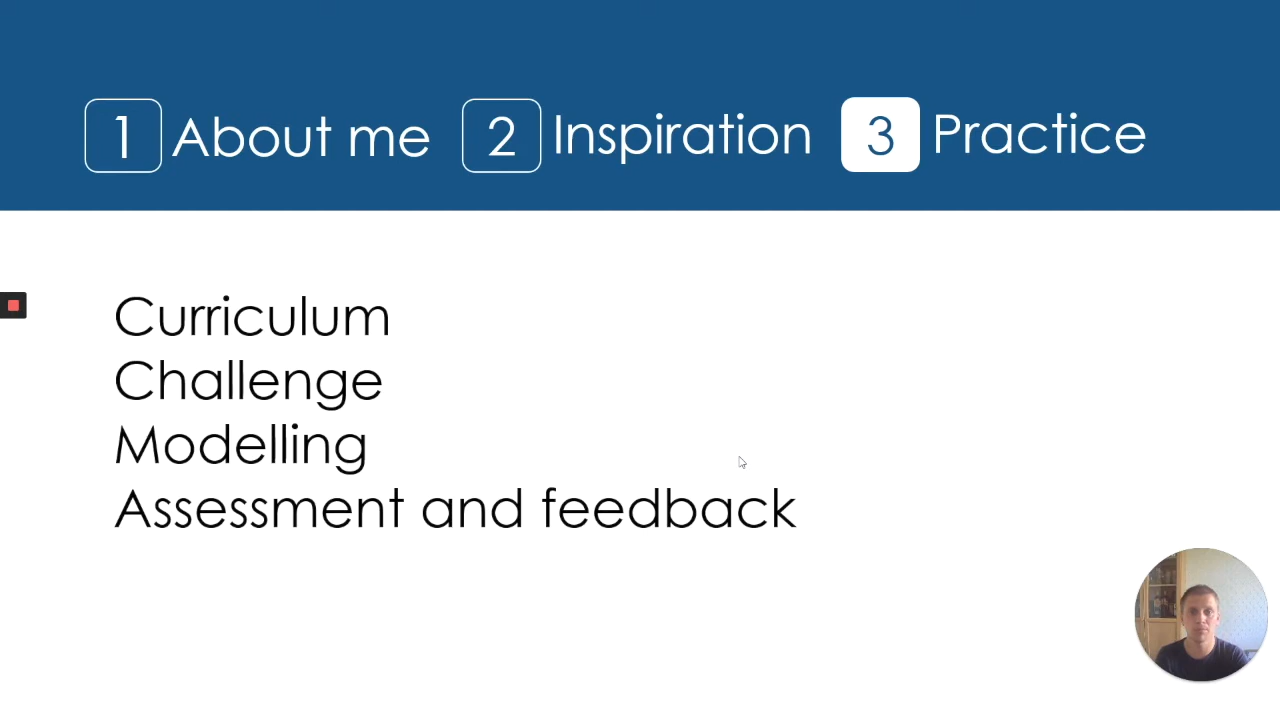 1 About me 2 Inspiration 3 Practice
Curriculum
Challenge
Modelling
Assessment and feedback